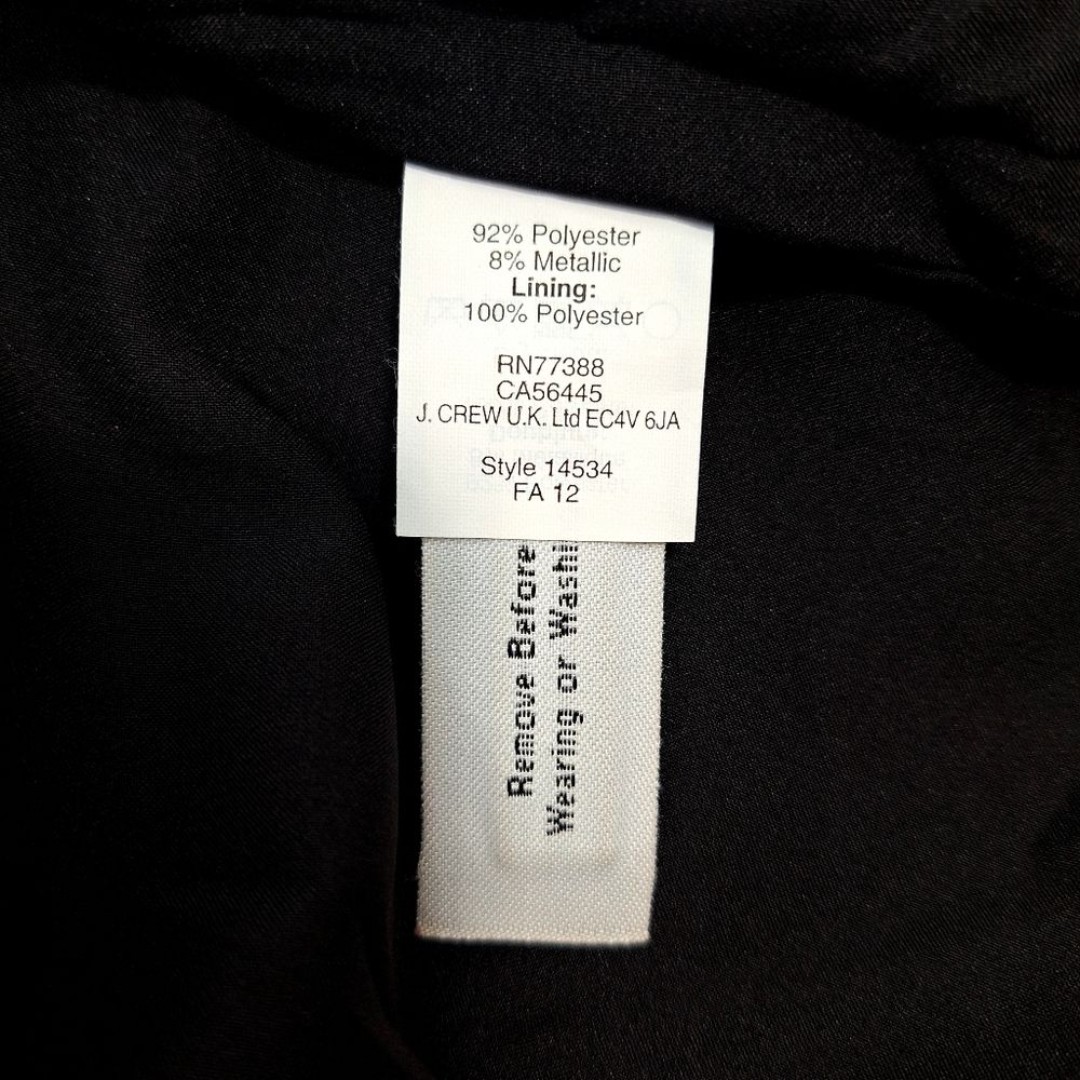 92% Polyester
8% Metallic
Lining:
100% Polyester
RN77388
CA56445
J. CREW U.K. Ltd EC4V 6JA
Style 14534
FA 12
Remove Before
Wearing or Washi